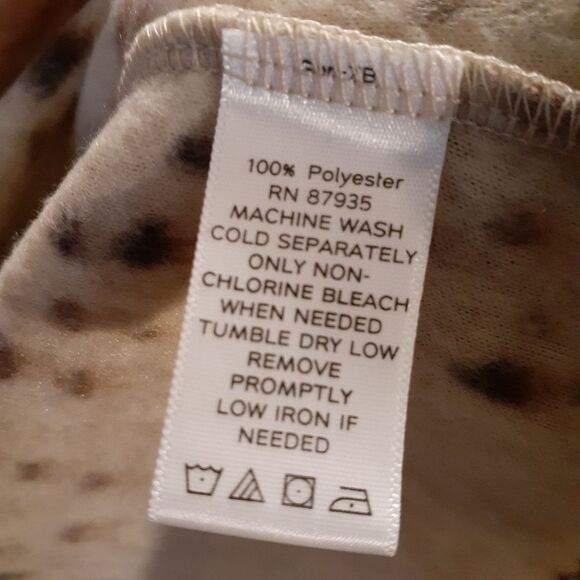 100% Polyester
RN 87935
MACHINE WASH
COLD SEPARATELY
ONLY NON-
CHLORINE BLEACH
WHEN NEEDED
TUMBLE DRY LOW
REMOVE
PROMPTLY
LOW IRON IF
NEEDED